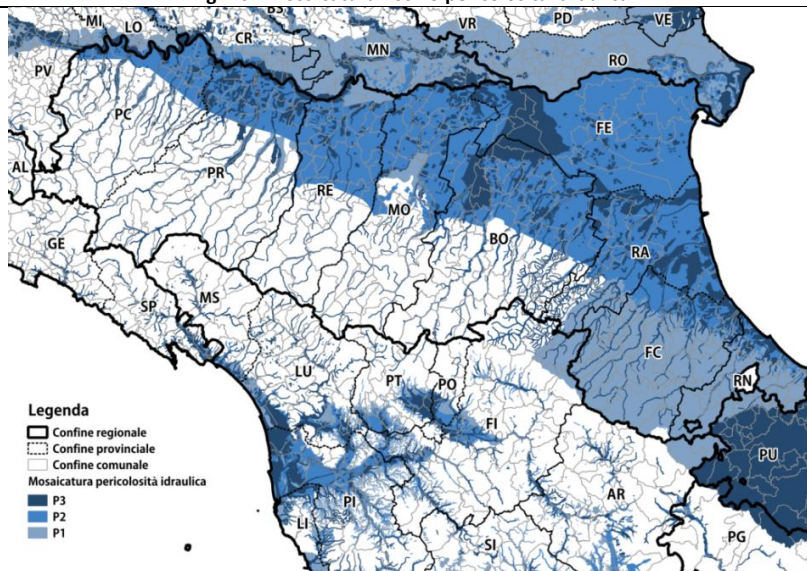 MI
LO
BS
CR
VR
PD
VE
MN
RO
PV
PC
FE
AL
PR
RE
MO
BO
RA
GE
SP
MS
LU
PT
PO
FI
FC
RN
PU
PI
LI
AR
SI
PG
Legenda
Confine regionale
Confine provinciale
Confine comunale
Mosaicatura pericolosità idraulica
P3
P2
P1